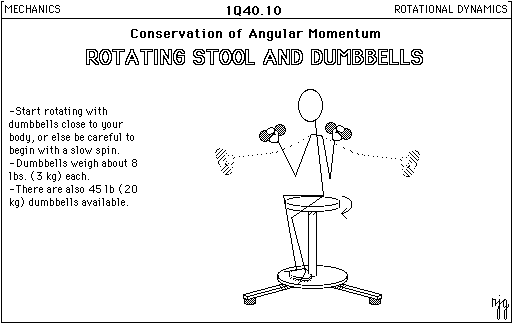 MECHANICS
1Q40.10
ROTATIONAL DYNAMICS
Conservation of Angular Momentum
ROTATING STOOL AND DUMBBELLS
-Start rotating with
dumbbells close to your
body, or else be careful to
begin with a slow spin.
-Dumbbells weigh about 8
lbs. (3 kg) each.
-There are also 45 lb (20
kg) dumbbells available.